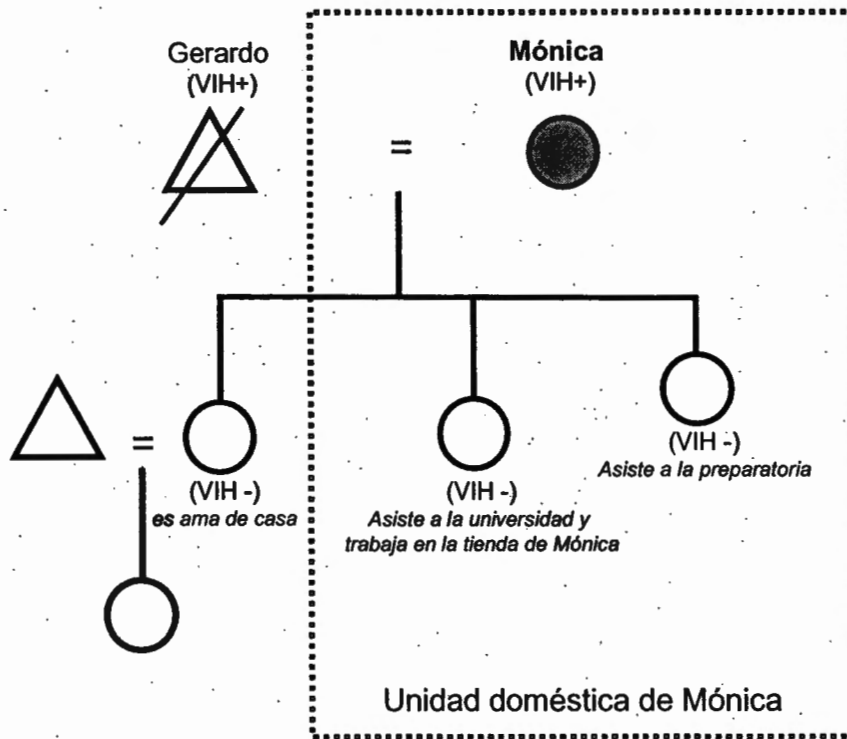 Gerardo
(VIH+)
Mónica
(VIH+)
=
=
(VIH -)
es ama de casa
(VIH -)
Asiste a la universidad y
trabaja en la tienda de Mónica
(VIH -)
Asiste a la preparatoria
Unidad doméstica de Mónica